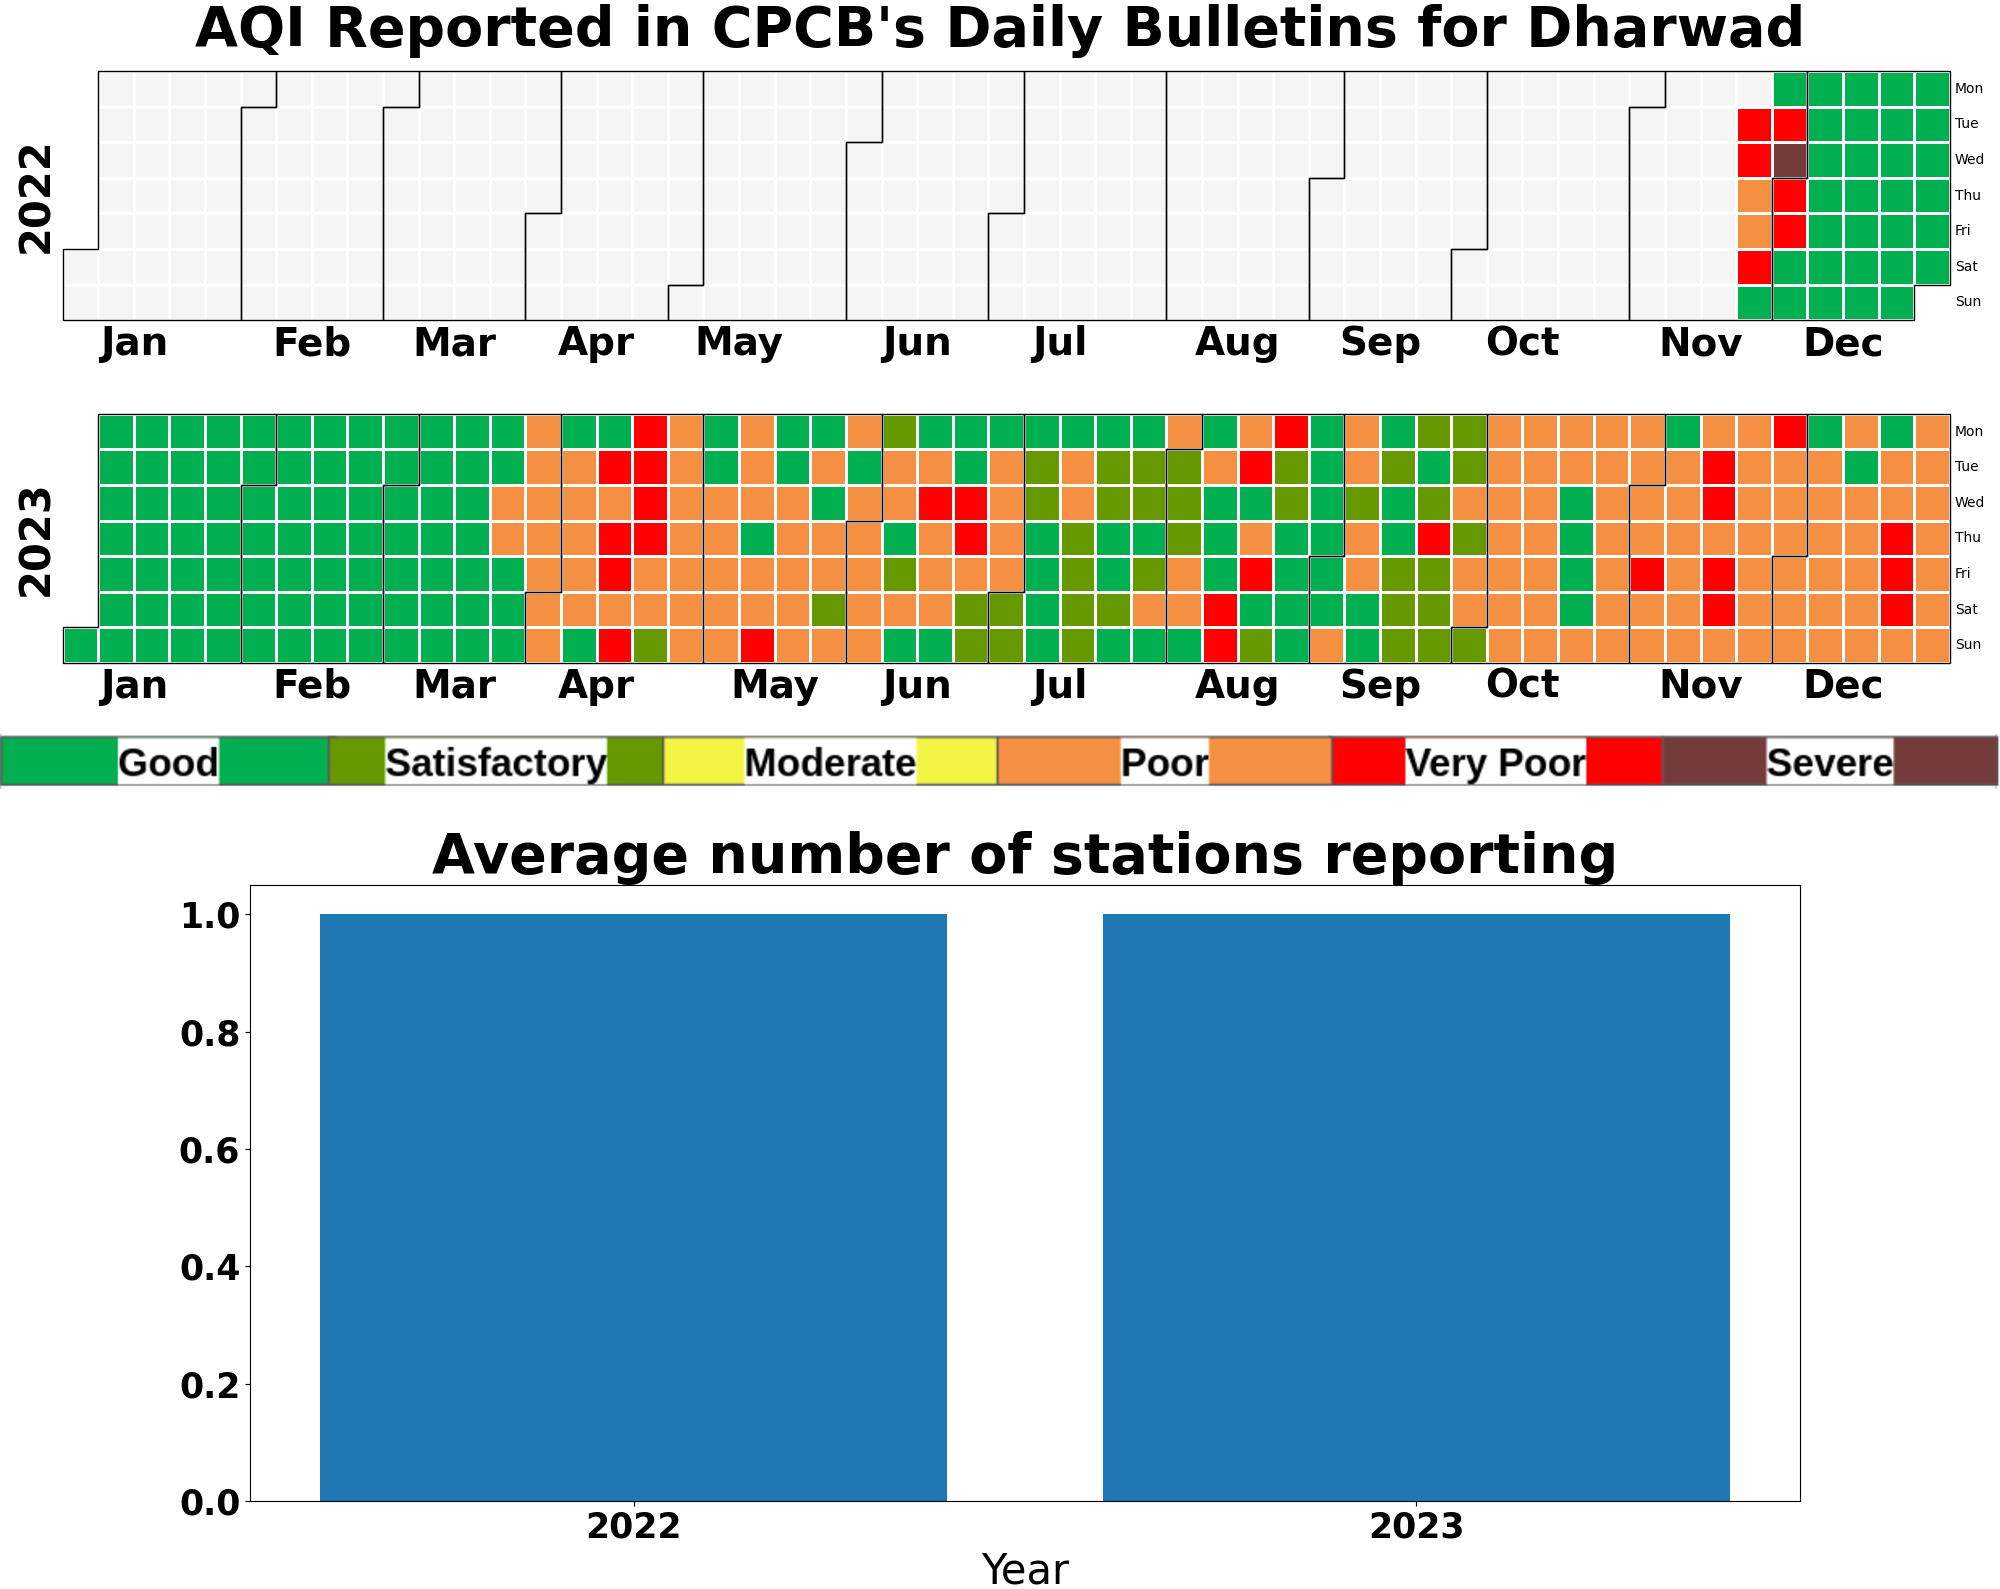 AQI Reported in CPCB's Daily Bulletins for Dharwad
2022
Mon
Tue
Wed
Thu
Fri
Sat
Sun
Jan Feb Mar Apr May Jun Jul Aug Sep Oct Nov Dec
2023
Mon
Tue
Wed
Thu
Fri
Sat
Sun
Jan Feb Mar Apr May Jun Jul Aug Sep Oct Nov Dec
Good Satisfactory Moderate Poor Very Poor Severe
Average number of stations reporting
1.0
0.8
0.6
0.4
0.2
0.0
2022 2023
Year